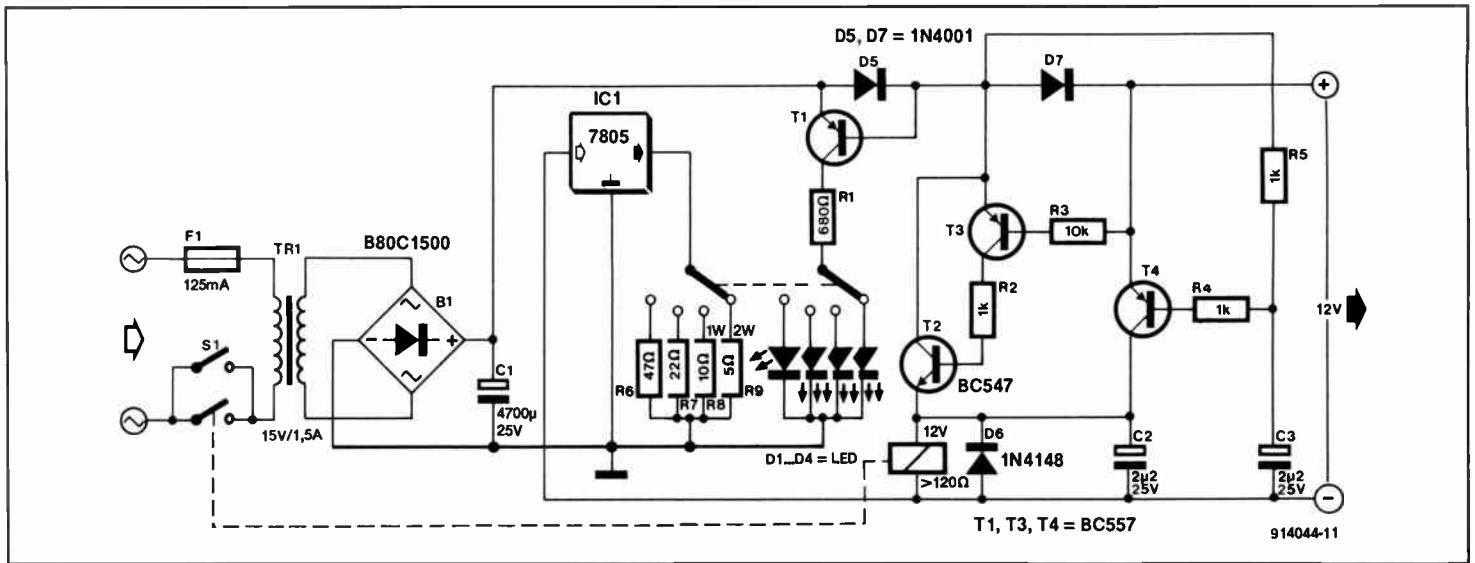 D5, D7 = 1N4001
D5
D7
IC1
7805
T1
R1
680Ω
R5
1k
T3
R3
10k
T4
R4
1k
R2
1k
T2
BC547
F1
125mA
TR1
B80C1500
B1
S1
15V/1,5A
C1
4700µ
25V
1W
2W
47Ω
22Ω
10Ω
5Ω
R6
R7
R8
R9
D1...D4 = LED
12V
>120Ω
D6
1N4148
C2
2µ2
25V
C3
2µ2
25V
12V
+
−
T1, T3, T4 = BC557
914044-11